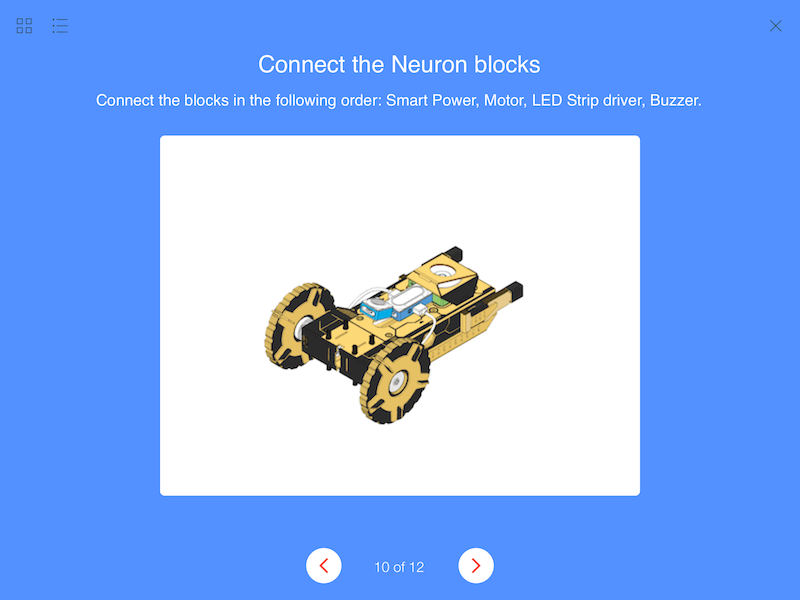 Connect the Neuron blocks
Connect the blocks in the following order: Smart Power, Motor, LED Strip driver, Buzzer.
10 of 12